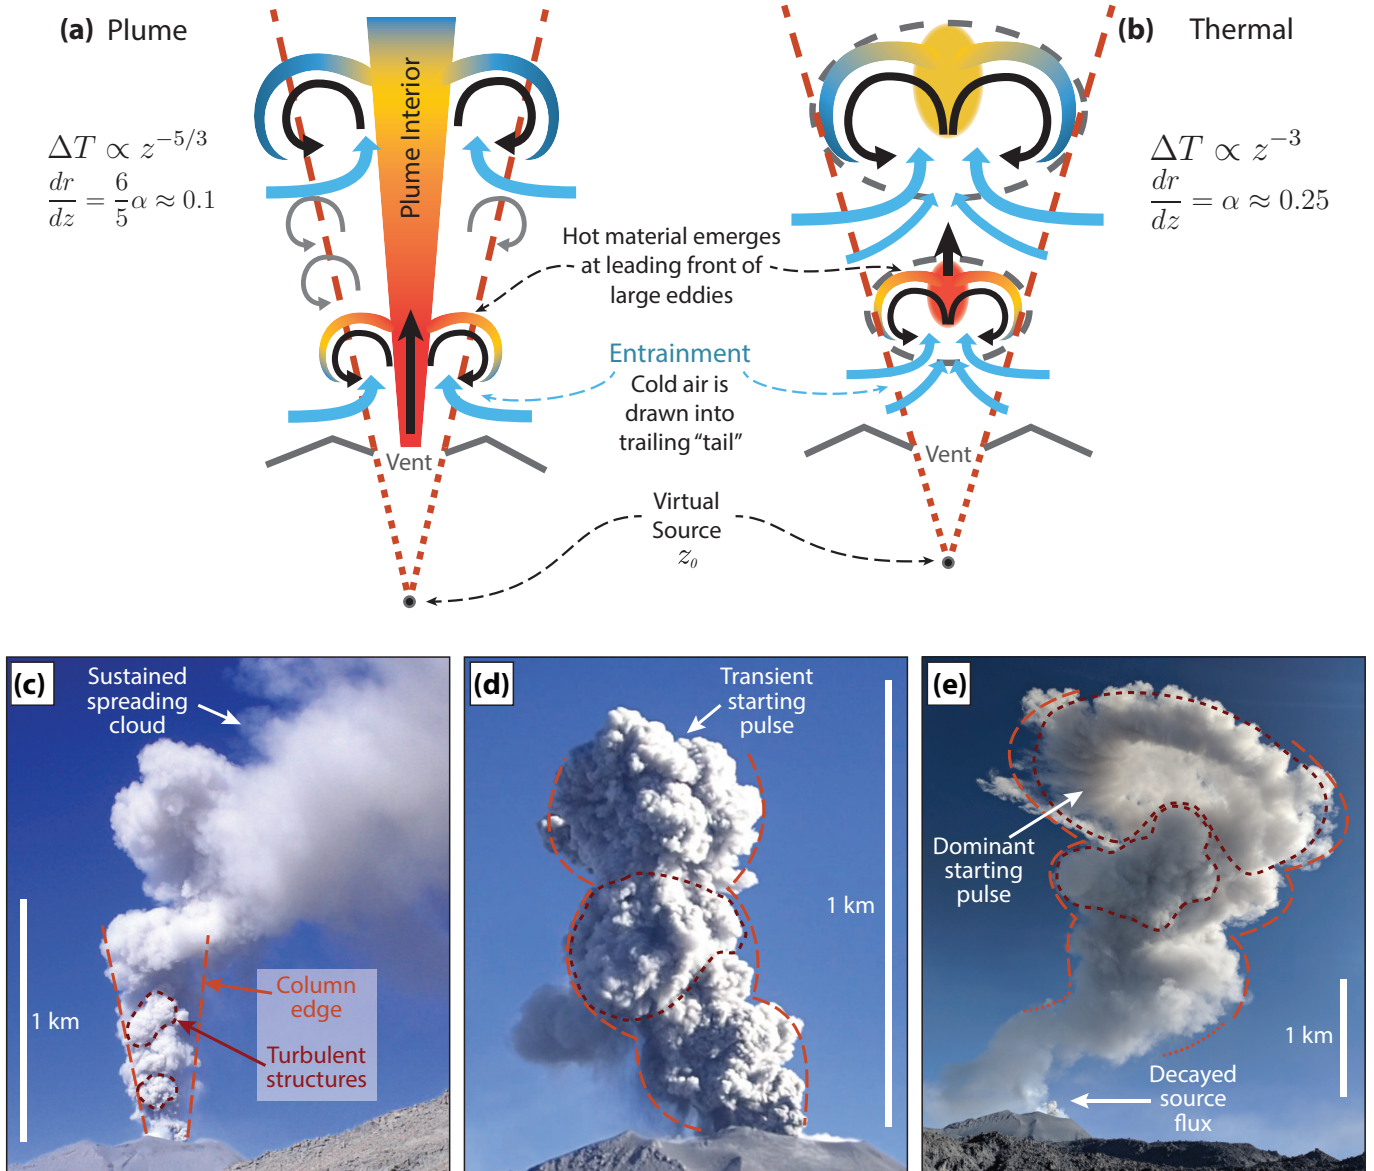 (a) Plume
(b) Thermal
ΔT ∝ z^{-5/3}
dr/dz = 6/5 α ≈ 0.1
Plume Interior
ΔT ∝ z^{-3}
dr/dz = α ≈ 0.25
Hot material emerges
at leading front of
large eddies
Entrainment
Cold air is
drawn into
trailing “tail”
Vent
Vent
Virtual
Source
z_0
(c)
Sustained
spreading
cloud
Column
edge
Turbulent
structures
1 km
(d)
Transient
starting
pulse
1 km
(e)
Dominant
starting
pulse
1 km
Decayed
source
flux